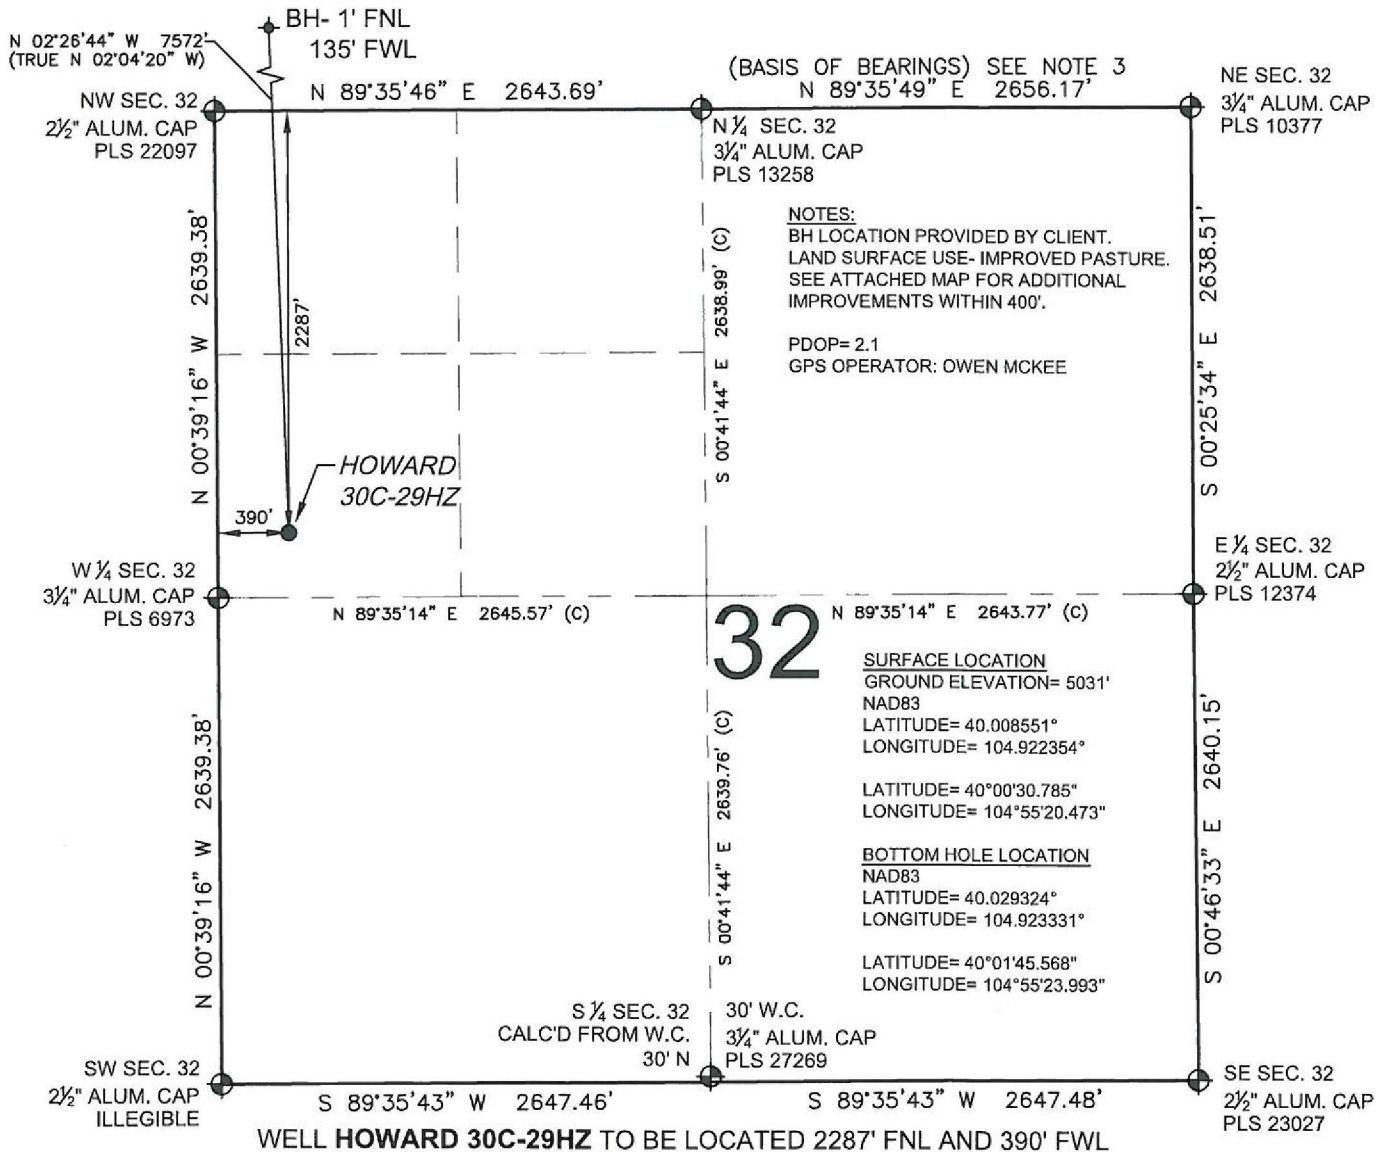 BH- 1' FNL
135' FWL
N 02°26'44" W 7572'
(TRUE N 02°04'20" W)
(BASIS OF BEARINGS) SEE NOTE 3
N 89°35'46" E 2643.69'
N 89°35'49" E 2656.17'
NW SEC. 32
2½" ALUM. CAP
PLS 22097
N ¼ SEC. 32
3¼" ALUM. CAP
PLS 13258
NE SEC. 32
3¼" ALUM. CAP
PLS 10377
NOTES:
BH LOCATION PROVIDED BY CLIENT.
LAND SURFACE USE- IMPROVED PASTURE.
SEE ATTACHED MAP FOR ADDITIONAL
IMPROVEMENTS WITHIN 400'.
PDOP= 2.1
GPS OPERATOR: OWEN MCKEE
N 00°39'16" W 2639.38'
2287'
S 00°41'44" E 2638.99' (C)
S 00°25'34" E 2638.51'
HOWARD
30C-29HZ
390'
W ¼ SEC. 32
3¼" ALUM. CAP
PLS 6973
N 89°35'14" E 2645.57' (C)
32
N 89°35'14" E 2643.77' (C)
E ¼ SEC. 32
2½" ALUM. CAP
PLS 12374
SURFACE LOCATION
GROUND ELEVATION= 5031'
NAD83
LATITUDE= 40.008551°
LONGITUDE= 104.922354°
LATITUDE= 40°00'30.785"
LONGITUDE= 104°55'20.473"
BOTTOM HOLE LOCATION
NAD83
LATITUDE= 40.029324°
LONGITUDE= 104.923331°
LATITUDE= 40°01'45.568"
LONGITUDE= 104°55'23.993"
N 00°39'16" W 2639.38'
S 00°41'44" E 2639.76' (C)
S 00°46'33" E 2640.15'
SW SEC. 32
2½" ALUM. CAP
ILLEGIBLE
S ¼ SEC. 32
CALC'D FROM W.C.
30' N
30' W.C.
3¼" ALUM. CAP
PLS 27269
SE SEC. 32
2½" ALUM. CAP
PLS 23027
S 89°35'43" W 2647.46'
S 89°35'43" W 2647.48'
WELL HOWARD 30C-29HZ TO BE LOCATED 2287' FNL AND 390' FWL